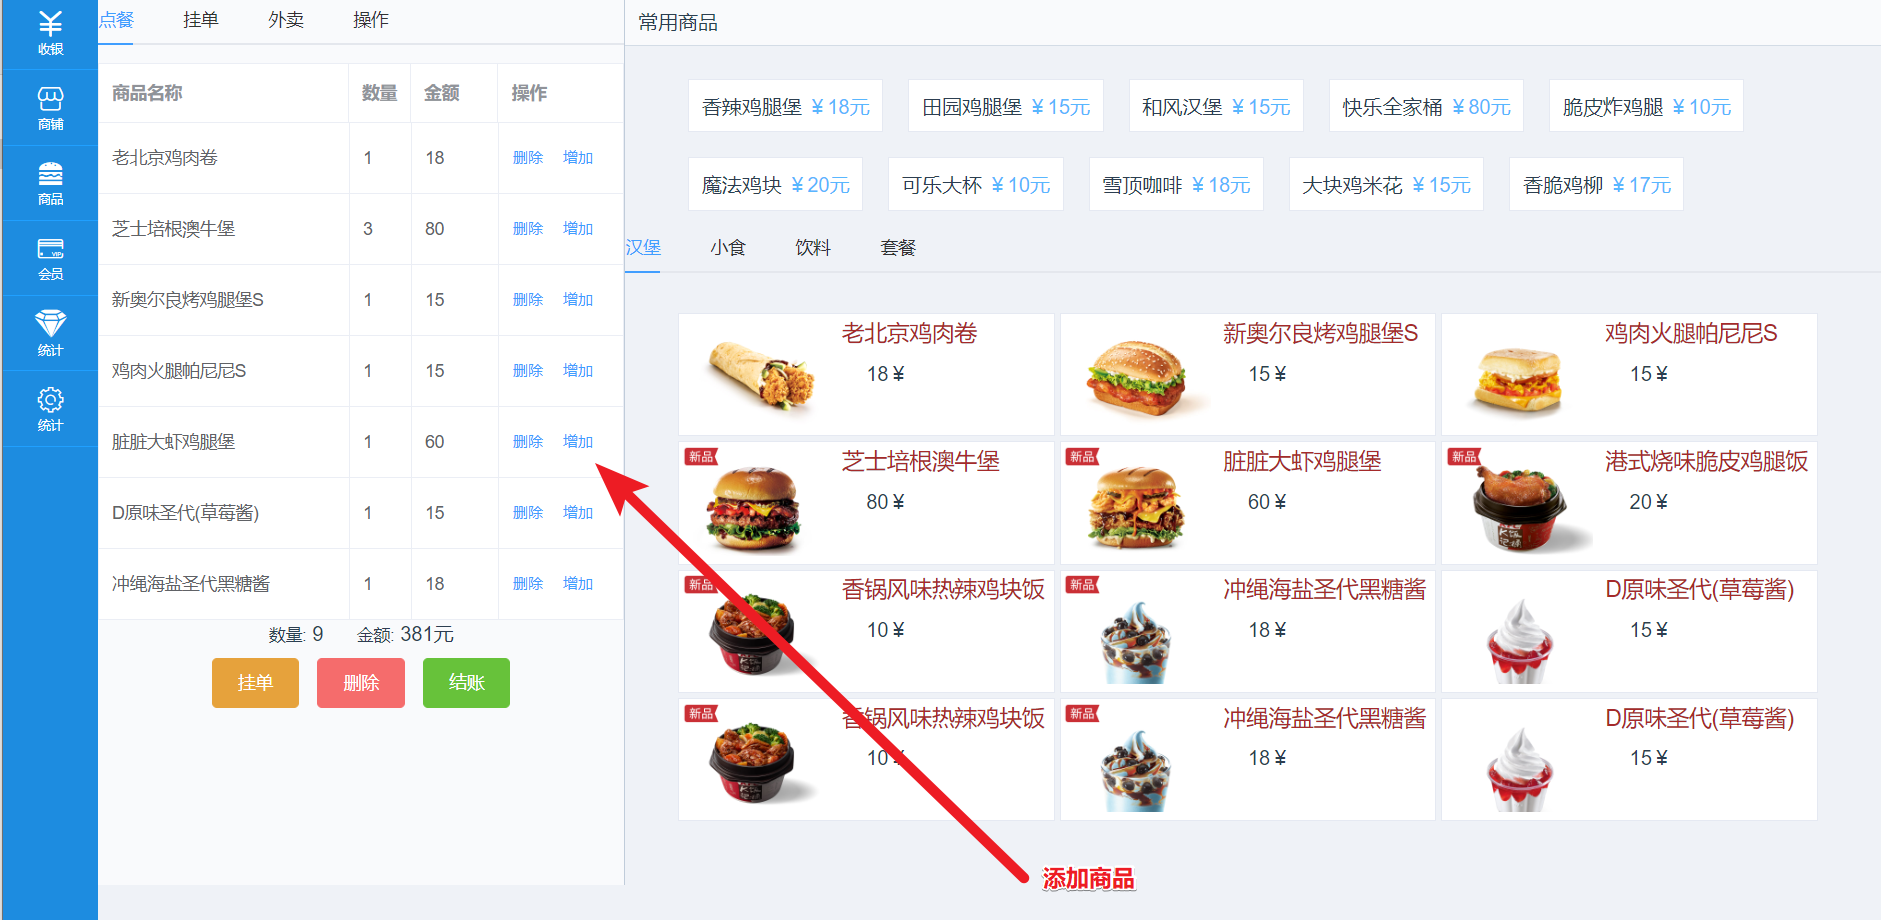 收银
商铺
商品
VIP
会员
统计
统计
点餐 挂单 外卖 操作
商品名称 数量 金额 操作
老北京鸡肉卷 1 18 删除 增加
芝士培根澳牛堡 3 80 删除 增加
新奥尔良烤鸡腿堡S 1 15 删除 增加
鸡肉火腿帕尼尼S 1 15 删除 增加
脏脏大虾鸡腿堡 1 60 删除 增加
D原味圣代(草莓酱) 1 15 删除 增加
冲绳海盐圣代黑糖酱 1 18 删除 增加
数量: 9 金额: 381元
挂单 删除 结账
常用商品
香辣鸡腿堡 ¥18元 田园鸡腿堡 ¥15元 和风汉堡 ¥15元 快乐全家桶 ¥80元 脆皮炸鸡腿 ¥10元
魔法鸡块 ¥20元 可乐大杯 ¥10元 雪顶咖啡 ¥18元 大块鸡米花 ¥15元 香脆鸡柳 ¥17元
汉堡 小食 饮料 套餐
老北京鸡肉卷 新奥尔良烤鸡腿堡S 鸡肉火腿帕尼尼S
18¥ 15¥ 15¥
新品 芝士培根澳牛堡 新品 脏脏大虾鸡腿堡 新品 港式烧味脆皮鸡腿饭
80¥ 60¥ 20¥
新品 香锅风味热辣鸡块饭 新品 冲绳海盐圣代黑糖酱 D原味圣代(草莓酱)
10¥ 18¥ 15¥
新品 香锅风味热辣鸡块饭 新品 冲绳海盐圣代黑糖酱 D原味圣代(草莓酱)
10¥ 18¥ 15¥
添加商品